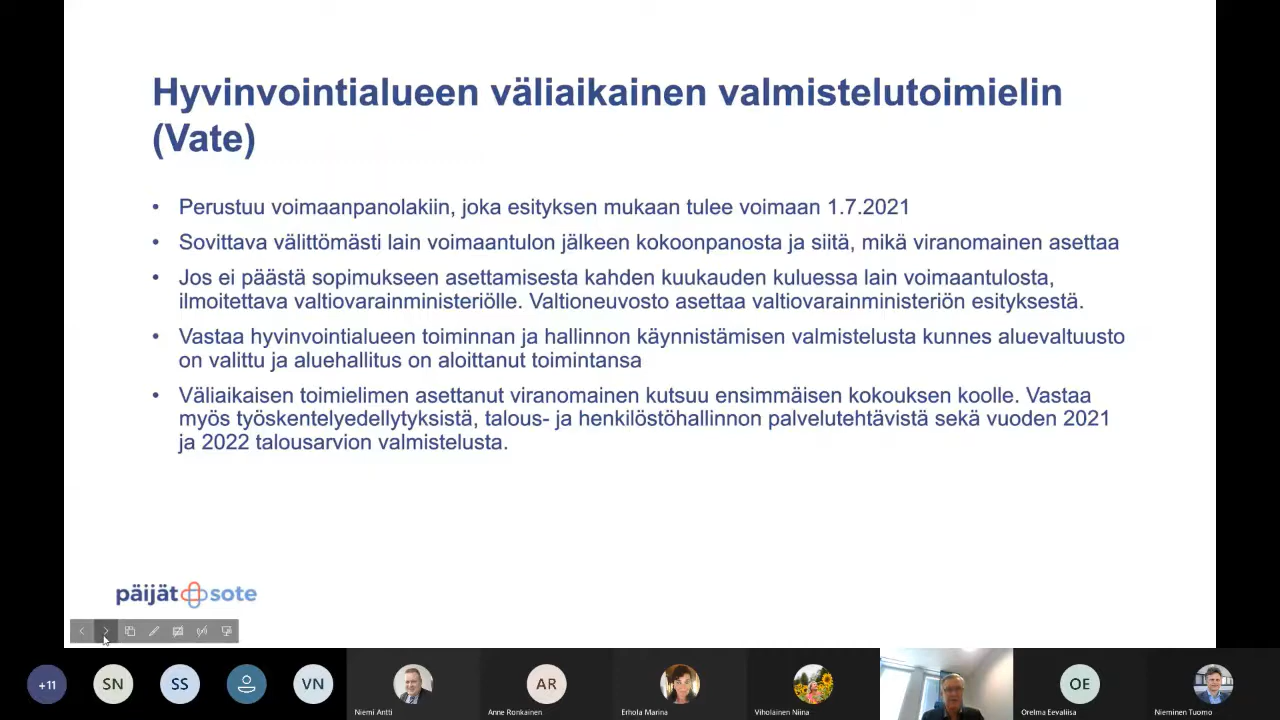 Hyvinvointialueen väliaikainen valmistelutoimielin
(Vate)
• Perustuu voimaanpanolakiin, joka esityksen mukaan tulee voimaan 1.7.2021
• Sovittava välittömästi lain voimaantulon jälkeen kokoonpanosta ja siitä, mikä viranomainen asettaa
• Jos ei päästä sopimukseen asettamisesta kahden kuukauden kuluessa lain voimaantulosta,
ilmoitettava valtiovarainministeriölle. Valtioneuvosto asettaa valtiovarainministeriön esityksestä.
• Vastaa hyvinvointialueen toiminnan ja hallinnon käynnistämisen valmistelusta kunnes aluevaltuusto
on valittu ja aluehallitus on aloittanut toimintansa
• Väliaikaisen toimielimen asettanut viranomainen kutsuu ensimmäisen kokouksen koolle. Vastaa
myös työskentelyedellytyksistä, talous- ja henkilöstöhallinnon palvelutehtävistä sekä vuoden 2021
ja 2022 talousarvion valmistelusta.
päijät sote
+11 SN SS VN AR OE
Niemi Antti Anne Ronkainen Erhola Marina Viholainen Niina Orelma Eevaliisa Nieminen Tuomo